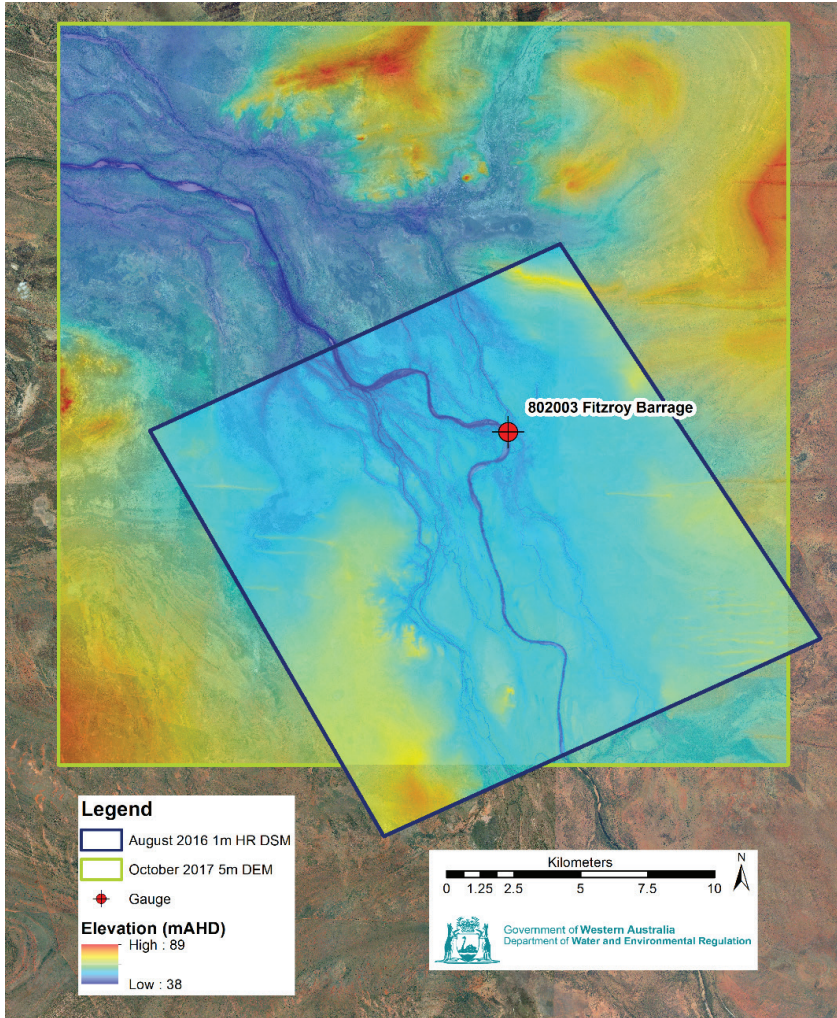 802003 Fitzroy Barrage
Legend
August 2016 1m HR DSM
October 2017 5m DEM
Gauge
Elevation (mAHD)
High : 89
Low : 38
Kilometers
0 1.25 2.5 5 7.5 10
N
Government of Western Australia
Department of Water and Environmental Regulation